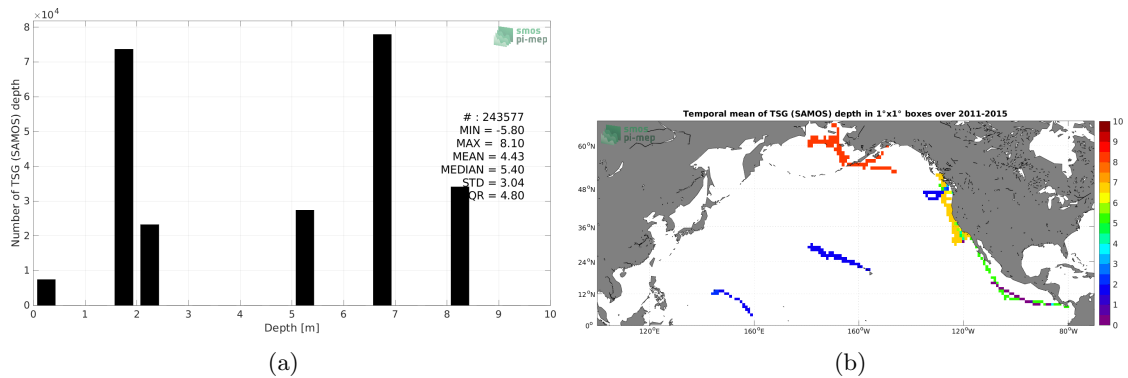 ×10⁴
8
7
6
5
4
3
2
1
0
Number of TSG (SAMOS) depth
smos
pi-mep
# : 243577
MIN = -5.80
MAX = 8.10
MEAN = 4.43
MEDIAN = 5.40
STD = 3.04
QR = 4.80
0 1 2 3 4 5 6 7 8 9 10
Depth [m]
(a)
Temporal mean of TSG (SAMOS) depth in 1°x1° boxes over 2011-2015
smos
pi-mep
60°N
48°N
36°N
24°N
12°N
0°
120°E 160°E 160°W 120°W 80°W
10
9
8
7
6
5
4
3
2
1
0
(b)